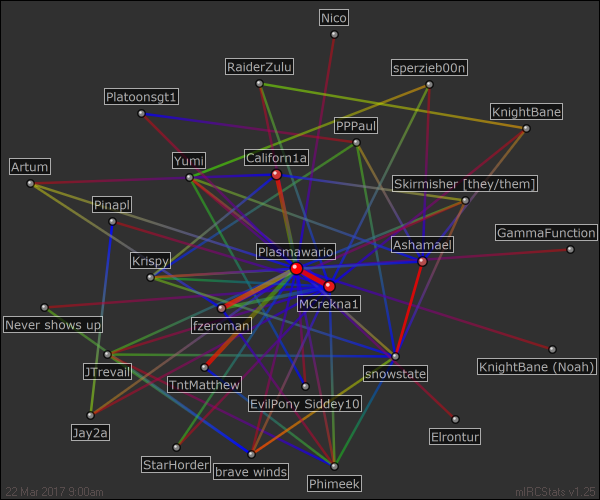 Nico
RaiderZulu
sperzieb00n
Platoonsgt1
KnightBane
PPPaul
Yumi
Californ1a
Artum
Skirmisher [they/them]
Pinapl
GammaFunction
Ashamael
Plasmawario
Krispy
MCrekna1
Never shows up
fzeroman
KnightBane (Noah)
JTrevail
snowstate
TntMatthew
EvilPony Siddey10
Jay2a
Elrontur
StarHorder
brave winds
Phimeek
22 Mar 2017 9:00am
mIRCStats v1.25